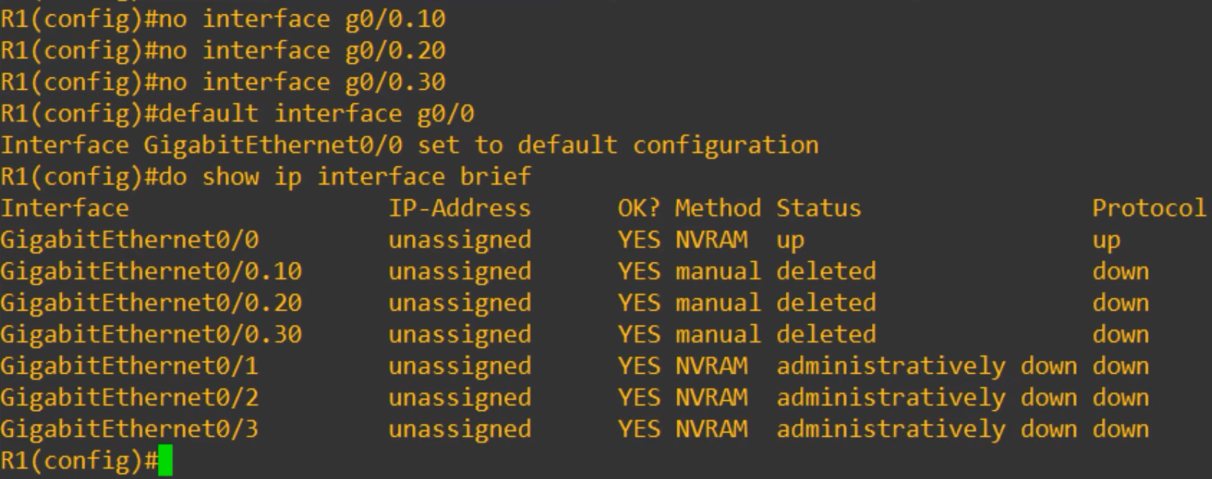 R1(config)#no interface g0/0.10
R1(config)#no interface g0/0.20
R1(config)#no interface g0/0.30
R1(config)#default interface g0/0
Interface GigabitEthernet0/0 set to default configuration
R1(config)#do show ip interface brief
Interface                  IP-Address      OK? Method Status                Protocol
GigabitEthernet0/0         unassigned      YES NVRAM  up                    up
GigabitEthernet0/0.10      unassigned      YES manual deleted               down
GigabitEthernet0/0.20      unassigned      YES manual deleted               down
GigabitEthernet0/0.30      unassigned      YES manual deleted               down
GigabitEthernet0/1         unassigned      YES NVRAM  administratively down down
GigabitEthernet0/2         unassigned      YES NVRAM  administratively down down
GigabitEthernet0/3         unassigned      YES NVRAM  administratively down down
R1(config)#